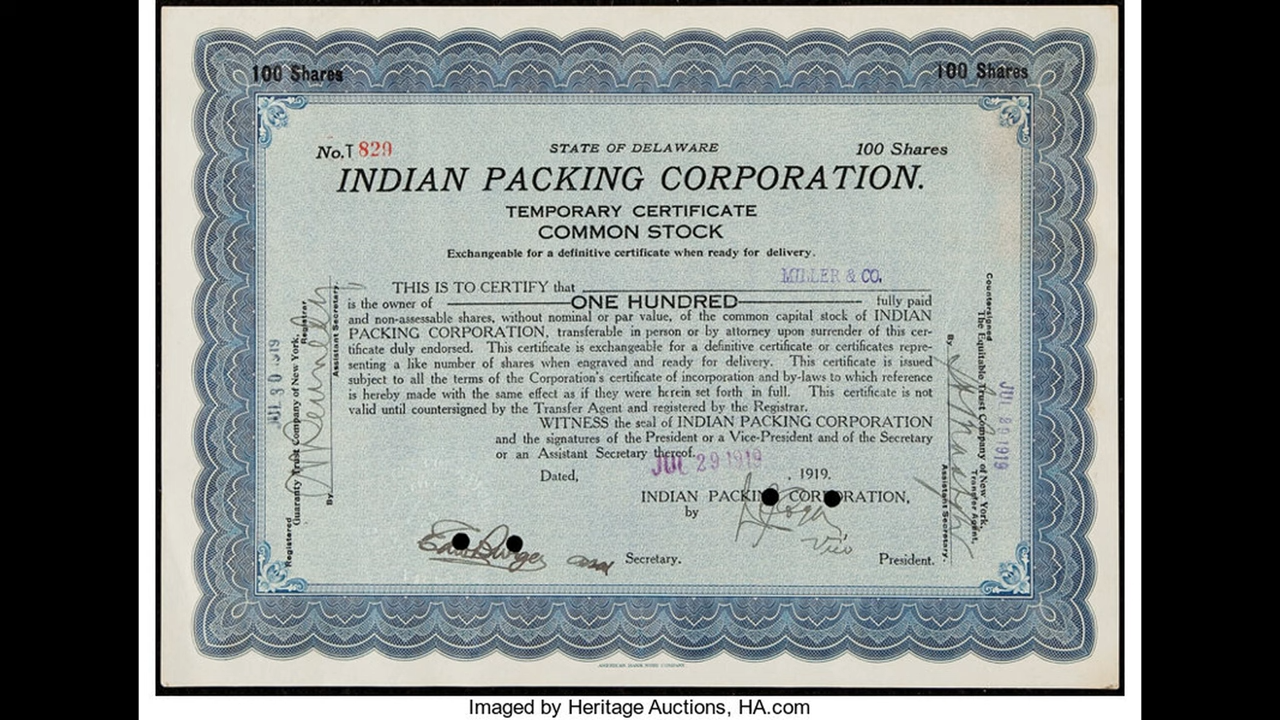 100 Shares
100 Shares
No.T 829
STATE OF DELAWARE
100 Shares
INDIAN PACKING CORPORATION.
TEMPORARY CERTIFICATE
COMMON STOCK
Exchangeable for a definitive certificate when ready for delivery.
THIS IS TO CERTIFY that MILLER & CO.
is the owner of ONE HUNDRED fully paid
and non-assessable shares, without nominal or par value, of the common capital stock of INDIAN
PACKING CORPORATION, transferable in person or by attorney upon surrender of this cer-
tificate duly endorsed. This certificate is exchangeable for a definitive certificate or certificates repre-
senting a like number of shares when engraved and ready for delivery. This certificate is issued
subject to all the terms of the Corporation's certificate of incorporation and by-laws to which reference
is hereby made with the same effect as if they were herein set forth in full. This certificate is not
valid until countersigned by the Transfer Agent and registered by the Registrar.
WITNESS the seal of INDIAN PACKING CORPORATION
and the signatures of the President or a Vice-President and of the Secretary
or an Assistant Secretary thereof.
Dated, JUL 29 1919 , 1919.
INDIAN PACKING CORPORATION,
by
Vice President.
Secretary.
JUL 30 1919
Registered
Guaranty Trust Company of New York,
Registrar
By
Assistant Secretary.
Countersigned
The Equitable Trust Company of New York,
Transfer Agent,
By
Assistant Secretary.
1919
AMERICAN BANK NOTE COMPANY
Imaged by Heritage Auctions, HA.com